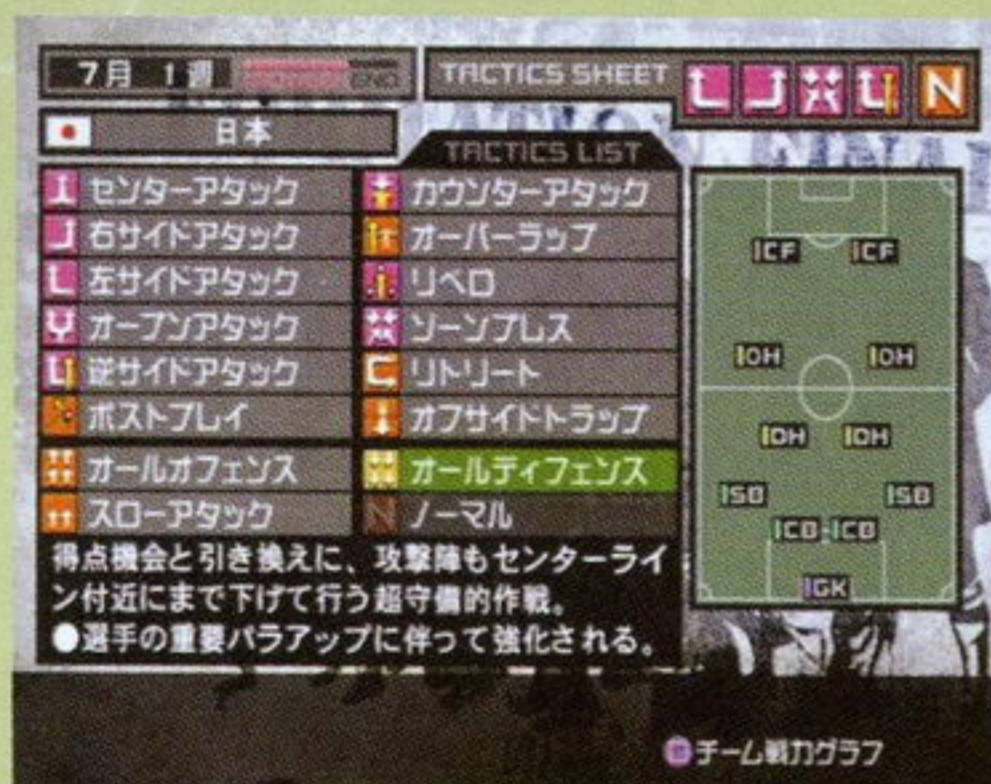 7月 1週
TACTICS SHEET
N
日本
TACTICS LIST
センターアタック
右サイドアタック
左サイドアタック
オープンアタック
逆サイドアタック
ポストプレイ
オールオフェンス
スローアタック
カウンターアタック
オーバーラップ
リベロ
ゾーンプレス
リトリート
オフサイドトラップ
オールディフェンス
N ノーマル
得点機会と引き換えに、攻撃陣もセンターライ
ン付近にまで下げて行う超守備的作戦。
●選手の重要パラアップに伴って強化される。
CF CF
OH OH
DH DH
SB SB
CB CB
GK
チーム戦力グラフ